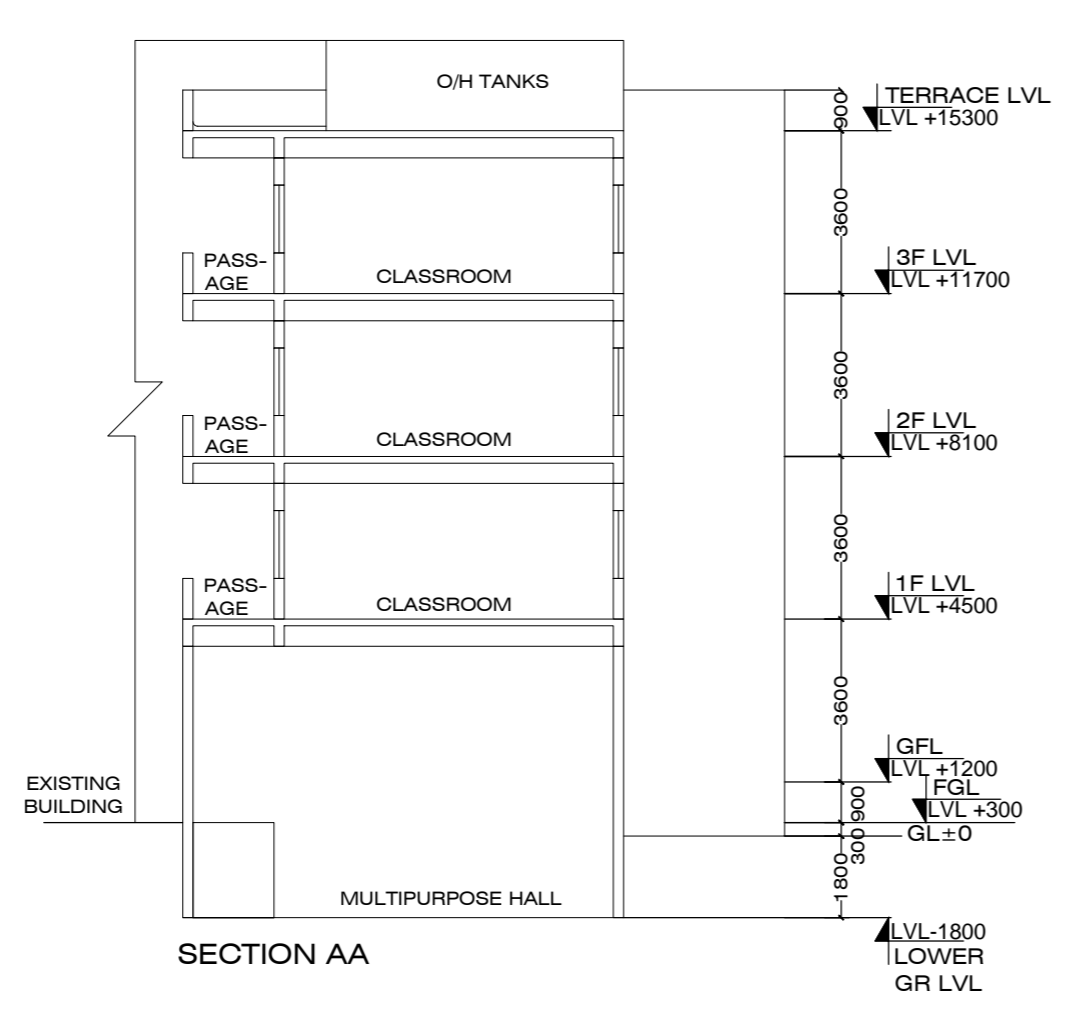 O/H TANKS
900
TERRACE LVL
LVL +15300
3600
PASS-
AGE
CLASSROOM
3F LVL
LVL +11700
3600
PASS-
AGE
CLASSROOM
2F LVL
LVL +8100
3600
PASS-
AGE
CLASSROOM
1F LVL
LVL +4500
3600
GFL
LVL +1200
EXISTING
BUILDING
900
FGL
LVL +300
300
GL±0
1800
MULTIPURPOSE HALL
LVL-1800
LOWER
GR LVL
SECTION AA